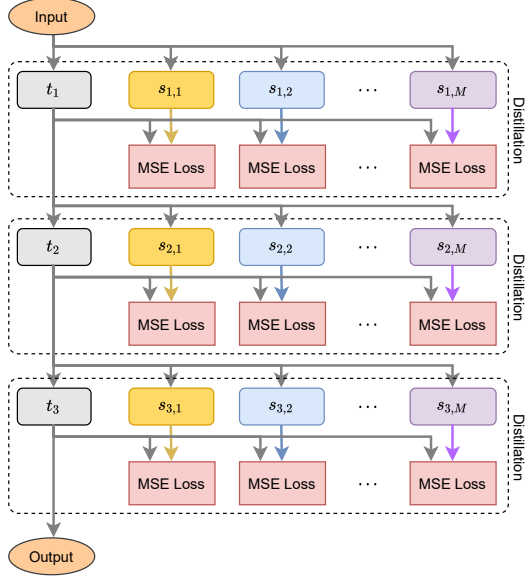 Input
t₁ s₁,₁ s₁,₂ ··· s₁,M
MSE Loss MSE Loss ··· MSE Loss
Distillation
t₂ s₂,₁ s₂,₂ ··· s₂,M
MSE Loss MSE Loss ··· MSE Loss
Distillation
t₃ s₃,₁ s₃,₂ ··· s₃,M
MSE Loss MSE Loss ··· MSE Loss
Distillation
Output